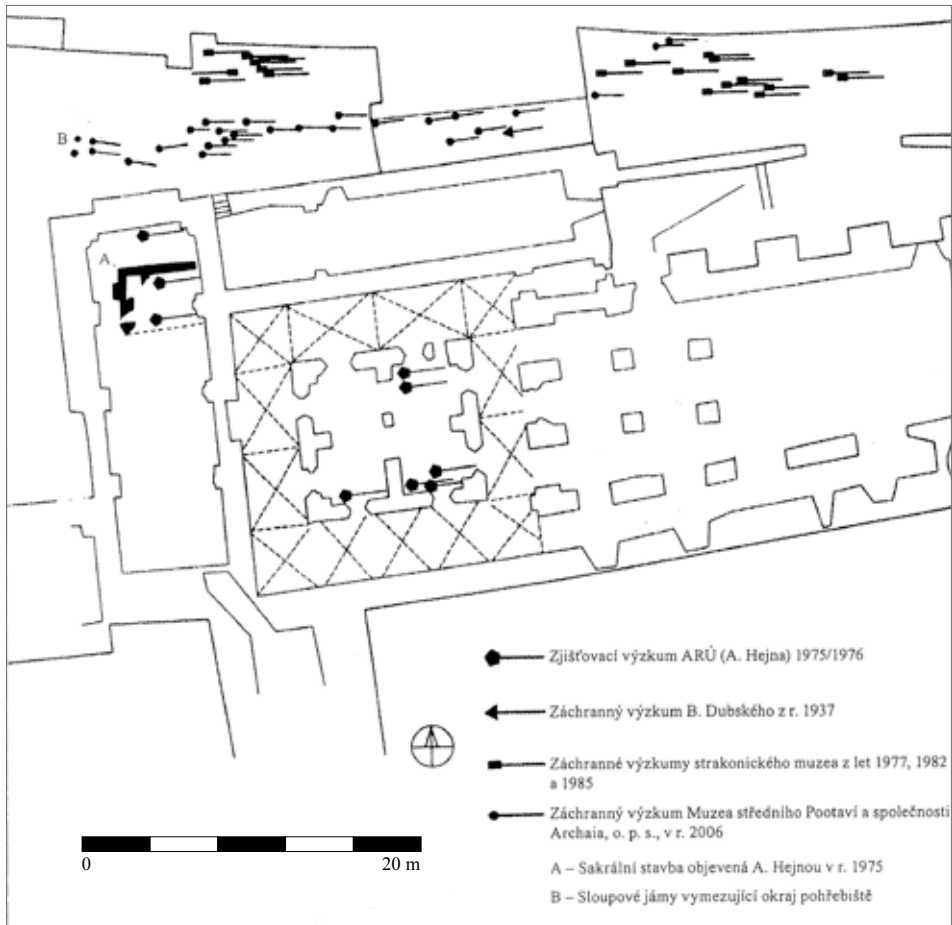 B
A
Zjišťovací výzkum ARÚ (A. Hejna) 1975/1976
Záchranný výzkum B. Dubského z r. 1937
Záchranné výzkumy strakonického muzea z let 1977, 1982
a 1985
Záchranný výzkum Muzea středního Pootaví a společnosti
Archaia, o. p. s., v r. 2006
A – Sakrální stavba objevená A. Hejnou v r. 1975
B – Sloupové jámy vymezující okraj pohřebiště
0 20 m